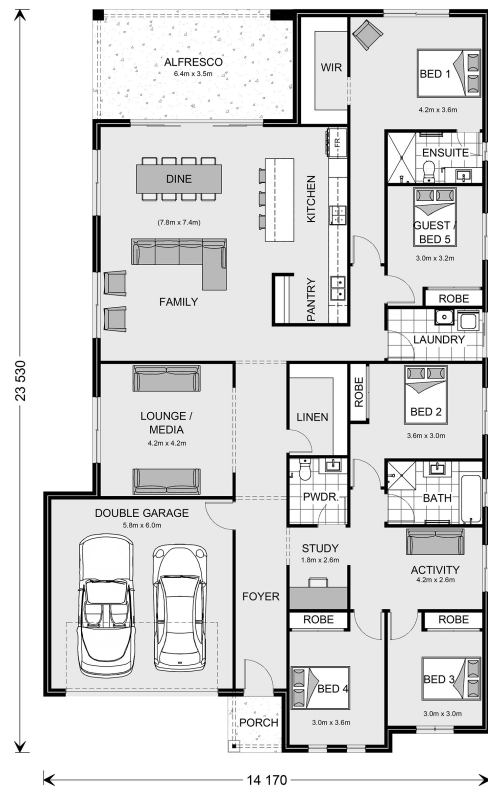 ALFRESCO
6.4m x 3.5m
WIR
BED 1
4.2m x 3.6m
ENSUITE
FR
DINE
KITCHEN
(7.8m x 7.4m)
GUEST /
BED 5
3.0m x 3.2m
ROBE
FAMILY
PANTRY
LAUNDRY
LOUNGE /
MEDIA
4.2m x 4.2m
LINEN
ROBE
BED 2
3.6m x 3.0m
PWDR.
BATH
DOUBLE GARAGE
5.8m x 6.0m
STUDY
1.8m x 2.6m
ACTIVITY
4.2m x 2.6m
FOYER
ROBE
ROBE
BED 4
3.0m x 3.6m
BED 3
3.0m x 3.0m
PORCH
23 530
14 170